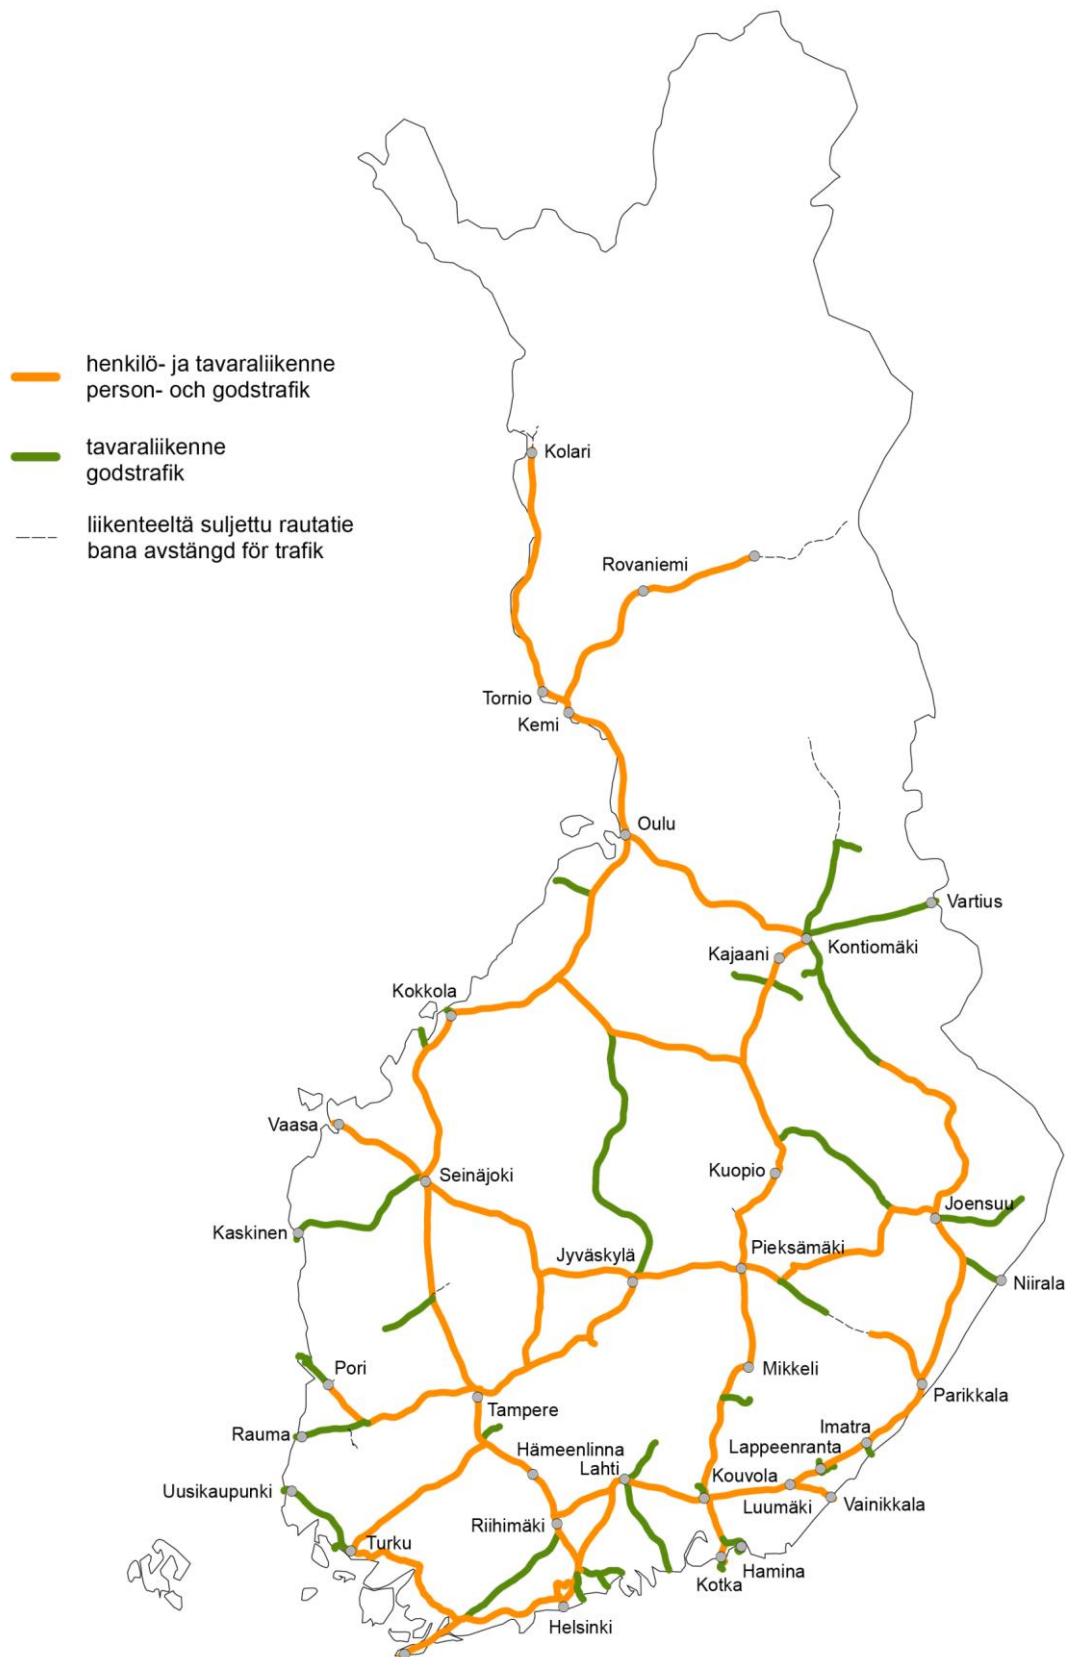 henkilö- ja tavaraliikenne
person- och godstrafik
tavaraliikenne
godstrafik
liikenteeltä suljettu rautatie
bana avstängd för trafik
Kolari
Rovaniemi
Tornio
Kemi
Oulu
Vartius
Kontiomäki
Kajaani
Kokkola
Vaasa
Seinäjoki
Kuopio
Joensuu
Kaskinen
Jyväskylä
Pieksämäki
Niirala
Pori
Mikkeli
Parikkala
Tampere
Rauma
Imatra
Hämeenlinna
Lappeenranta
Lahti
Kouvola
Uusikaupunki
Luumäki
Vainikkala
Riihimäki
Turku
Hamina
Kotka
Helsinki